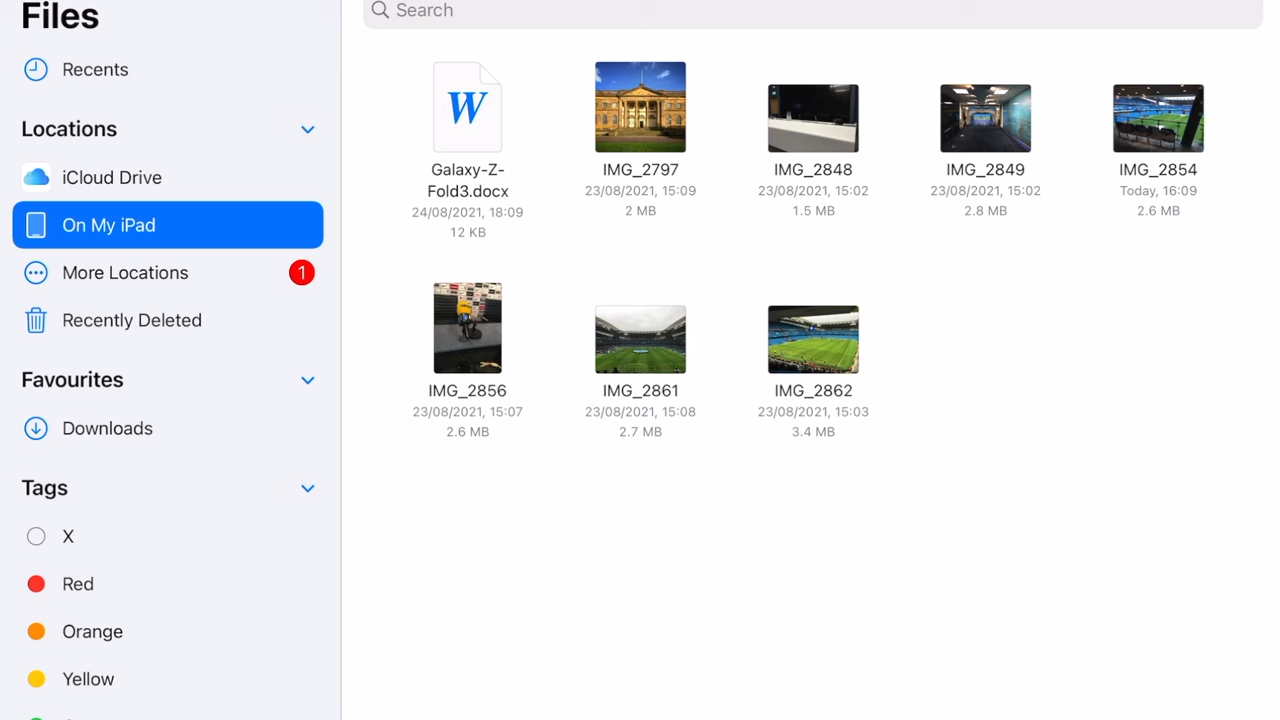 Files
Recents
Locations
iCloud Drive
On My iPad
More Locations
1
Recently Deleted
Favourites
Downloads
Tags
X
Red
Orange
Yellow
Search
W
Galaxy-Z-
Fold3.docx
24/08/2021, 18:09
12 KB
IMG_2797
23/08/2021, 15:09
2 MB
IMG_2848
23/08/2021, 15:02
1.5 MB
IMG_2849
23/08/2021, 15:02
2.8 MB
IMG_2854
Today, 16:09
2.6 MB
IMG_2856
23/08/2021, 15:07
2.6 MB
IMG_2861
23/08/2021, 15:08
2.7 MB
IMG_2862
23/08/2021, 15:03
3.4 MB